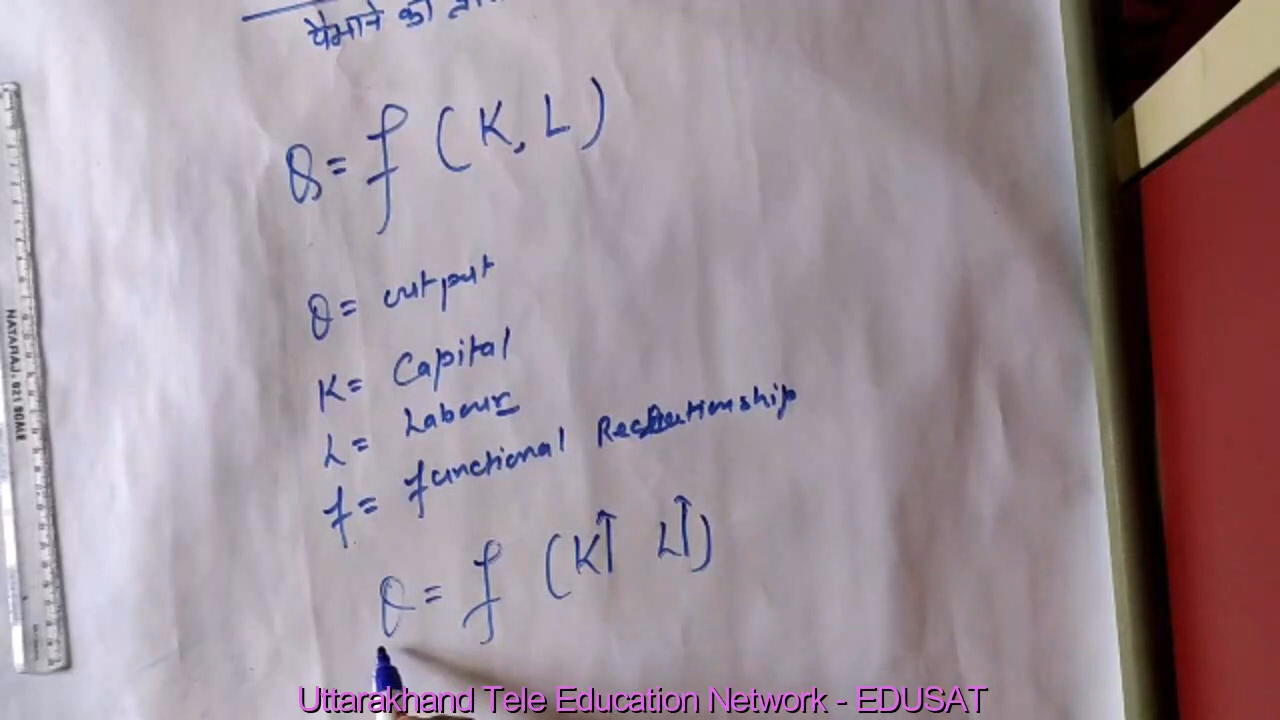 पैमाने की
Q = f (K, L)
Q = output
K = Capital
L = Labour
f = functional Relationship
Q = f (K↑ L↑)
NATARAJ 621 SCALE
Uttarakhand Tele Education Network - EDUSAT